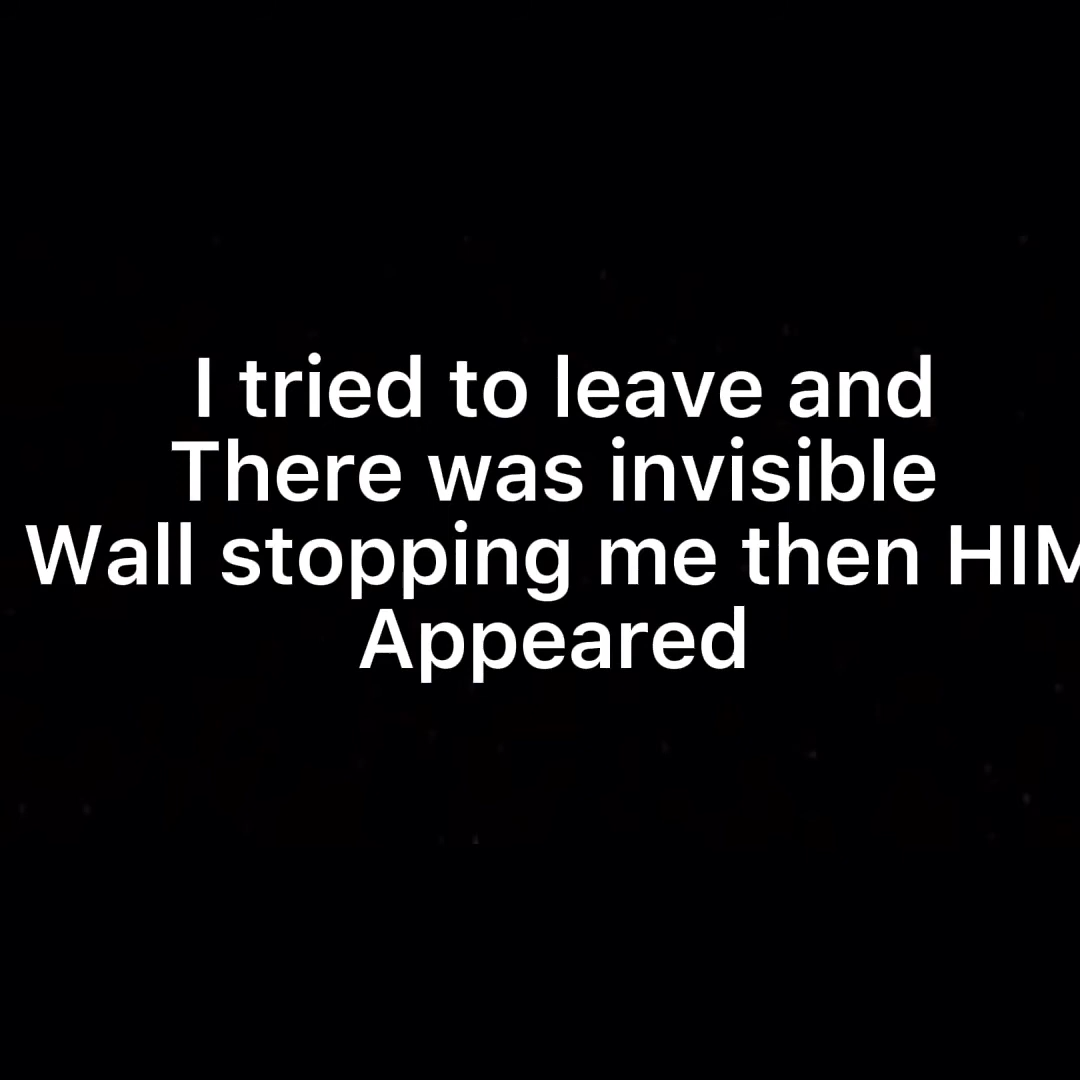 I tried to leave and
There was invisible
Wall stopping me then HIM
Appeared